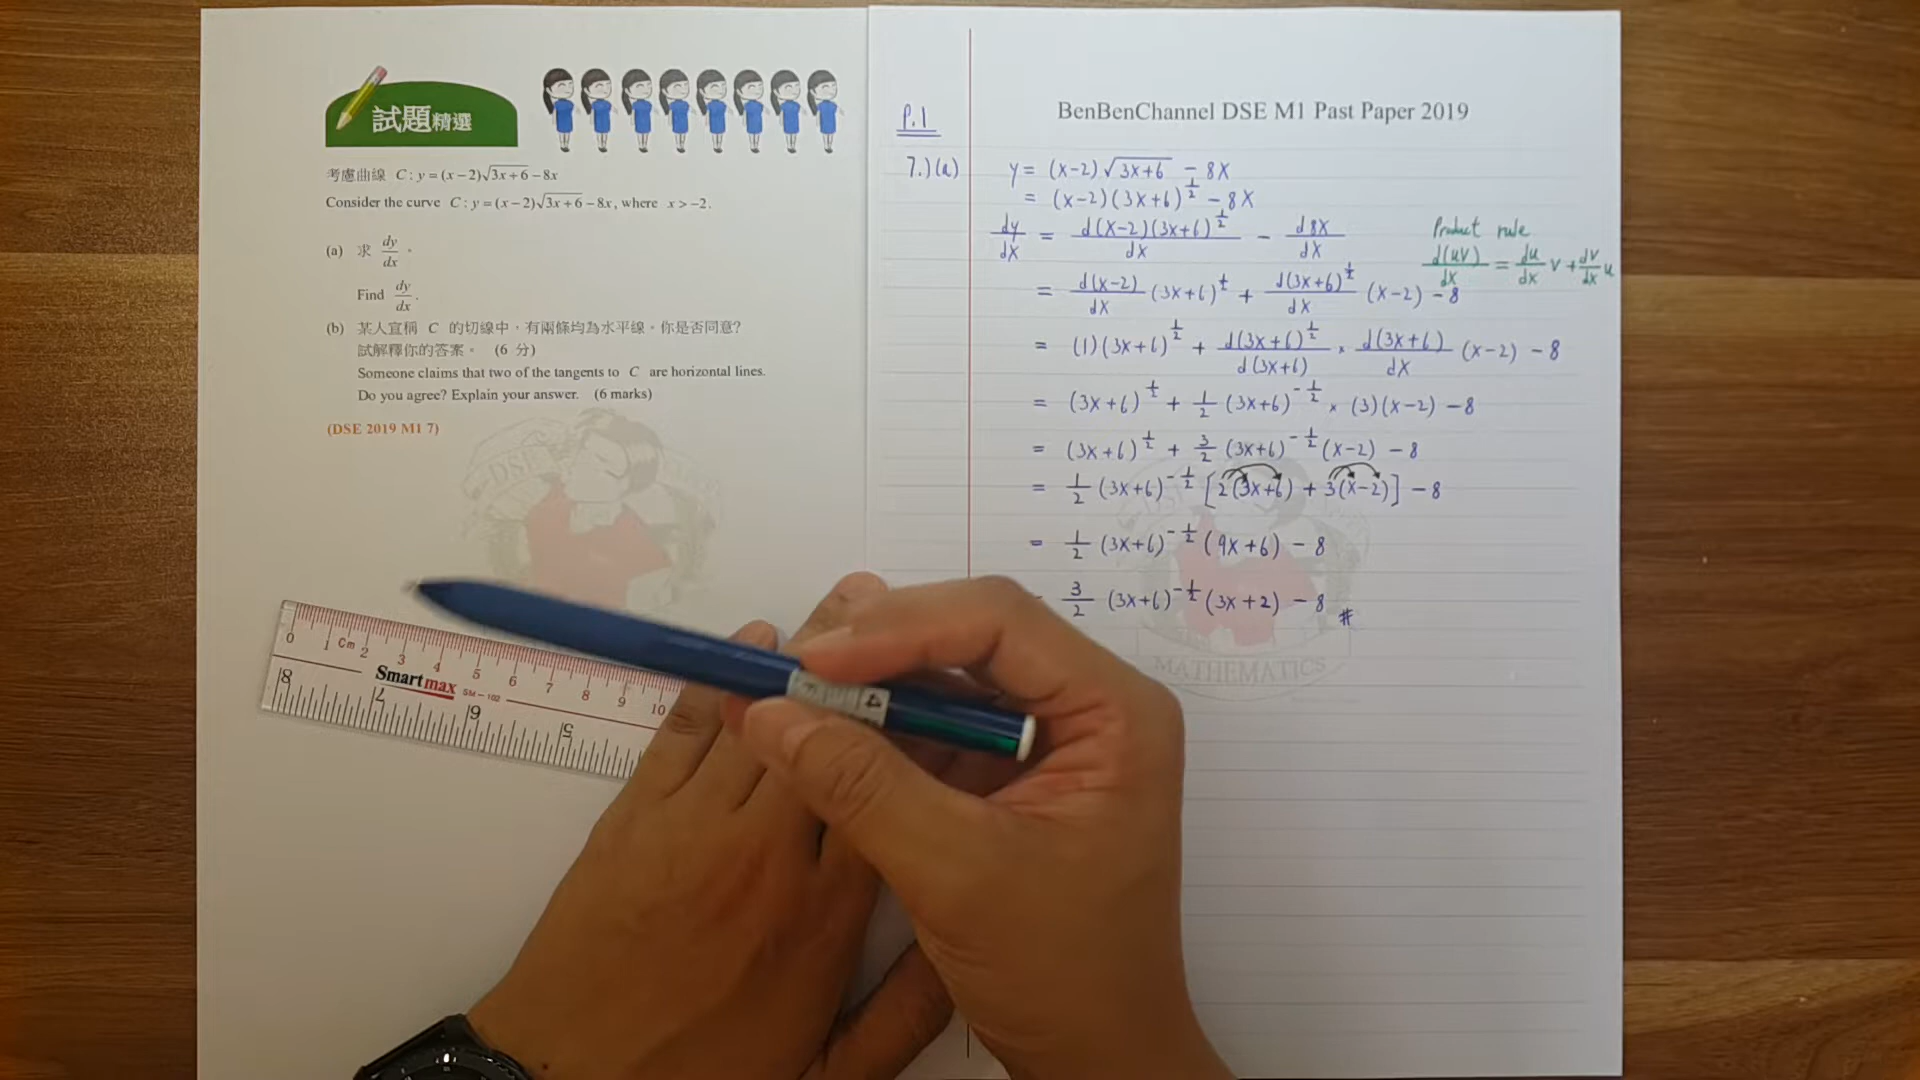 試題精選
考慮曲線 C : y = (x − 2)√(3x + 6) − 8x
Consider the curve C : y = (x − 2)√(3x + 6) − 8x, where x > −2.
(a) 求 dy/dx。
Find dy/dx.
(b) 某人宣稱 C 的切線中，有兩條均為水平線。你是否同意?
試解釋你的答案。 (6 分)
Someone claims that two of the tangents to C are horizontal lines.
Do you agree? Explain your answer. (6 marks)
(DSE 2019 M1 7)
DSE
0 1 Cm 2 3 4 5 6 7 8 9 10
Smartmax SM-102
8 7 6 5
4
BenBenChannel DSE M1 Past Paper 2019
P.1
7.)(a) y = (x-2)√(3x+6) - 8x
= (x-2)(3x+6)^(1/2) - 8x
dy/dx = d(x-2)(3x+6)^(1/2)/dx - d8x/dx
Product rule
d(uv)/dx = du/dx v + dv/dx u
= d(x-2)/dx (3x+6)^(1/2) + d(3x+6)^(1/2)/dx (x-2) - 8
= (1)(3x+6)^(1/2) + d(3x+6)^(1/2)/d(3x+6) × d(3x+6)/dx (x-2) - 8
= (3x+6)^(1/2) + 1/2 (3x+6)^(-1/2) × (3)(x-2) - 8
= (3x+6)^(1/2) + 3/2 (3x+6)^(-1/2) (x-2) - 8
= 1/2 (3x+6)^(-1/2) [2(3x+6) + 3(x-2)] - 8
= 1/2 (3x+6)^(-1/2) (9x+6) - 8
3/2 (3x+6)^(-1/2) (3x+2) - 8 #
MATHEMATICS